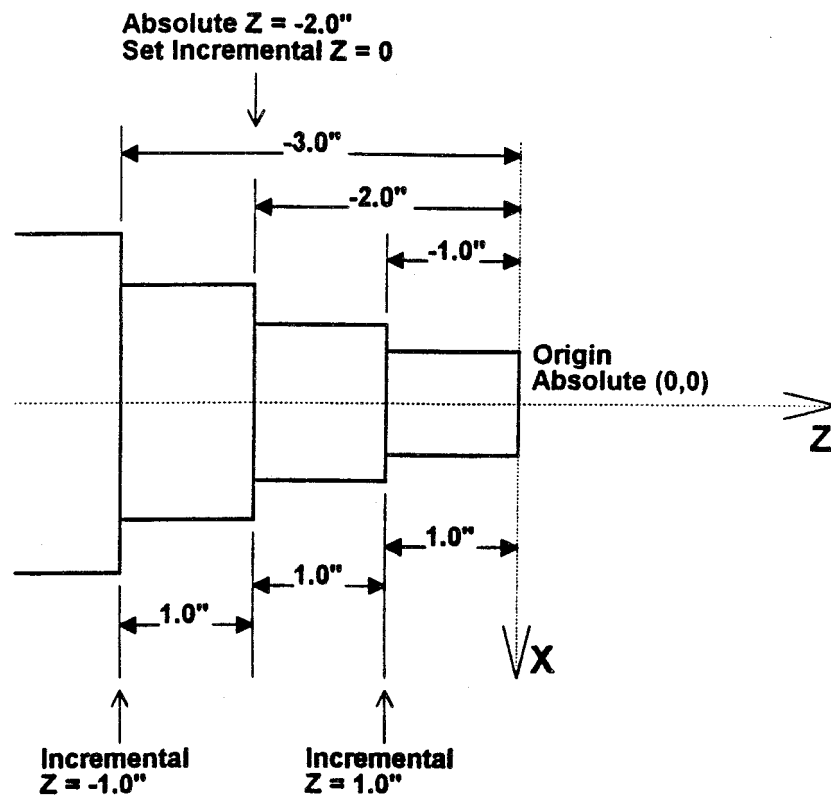 Absolute Z = -2.0"
Set Incremental Z = 0
-3.0"
-2.0"
-1.0"
Origin
Absolute (0,0)
Z
1.0"
1.0"
1.0"
X
Incremental
Z = -1.0"
Incremental
Z = 1.0"